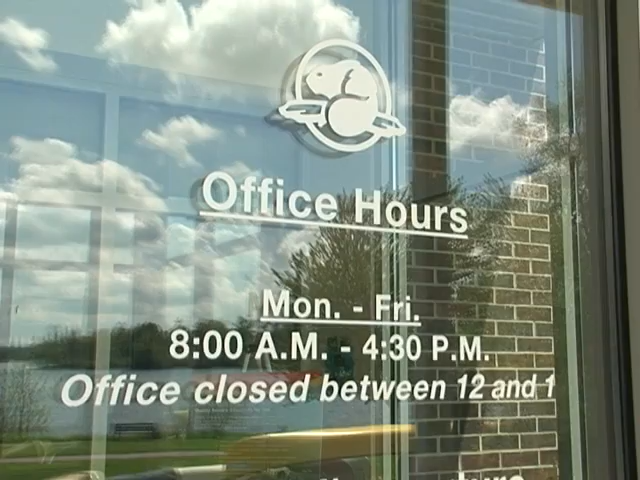 Office Hours
Mon. - Fri.
8:00 A.M. - 4:30 P.M.
Office closed between 12 and 1